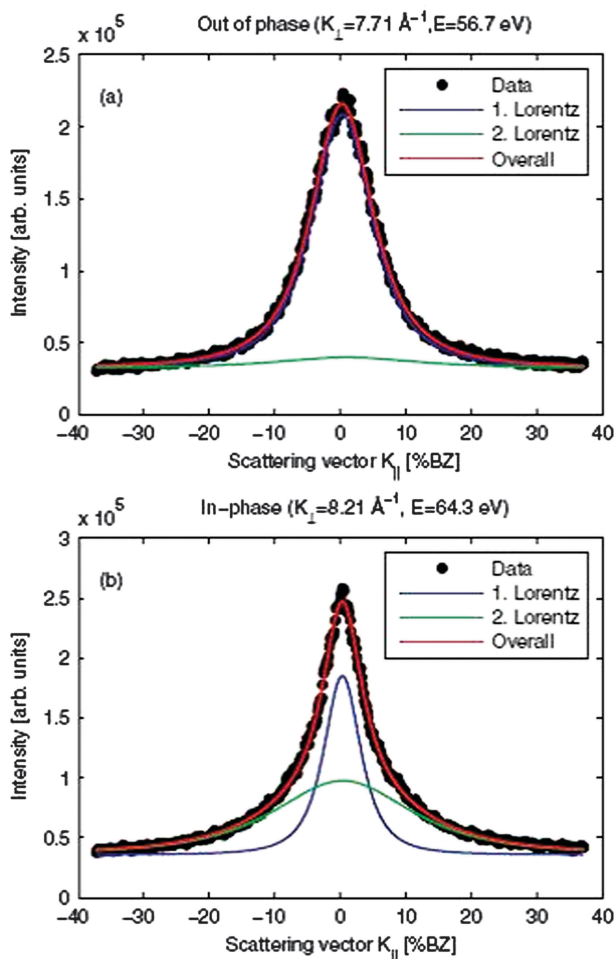 x 10⁵
Out of phase (K⊥=7.71 Å⁻¹,E=56.7 eV)
(a)
Data
1. Lorentz
2. Lorentz
Overall
Intensity [arb. units]
2.5
2
1.5
1
0.5
0
−40 −30 −20 −10 0 10 20 30 40
Scattering vector K|| [%BZ]
x 10⁵
In−phase (K⊥=8.21 Å⁻¹, E=64.3 eV)
(b)
Data
1. Lorentz
2. Lorentz
Overall
Intensity [arb. units]
3
2.5
2
1.5
1
0.5
0
−40 −30 −20 −10 0 10 20 30 40
Scattering vector K|| [%BZ]